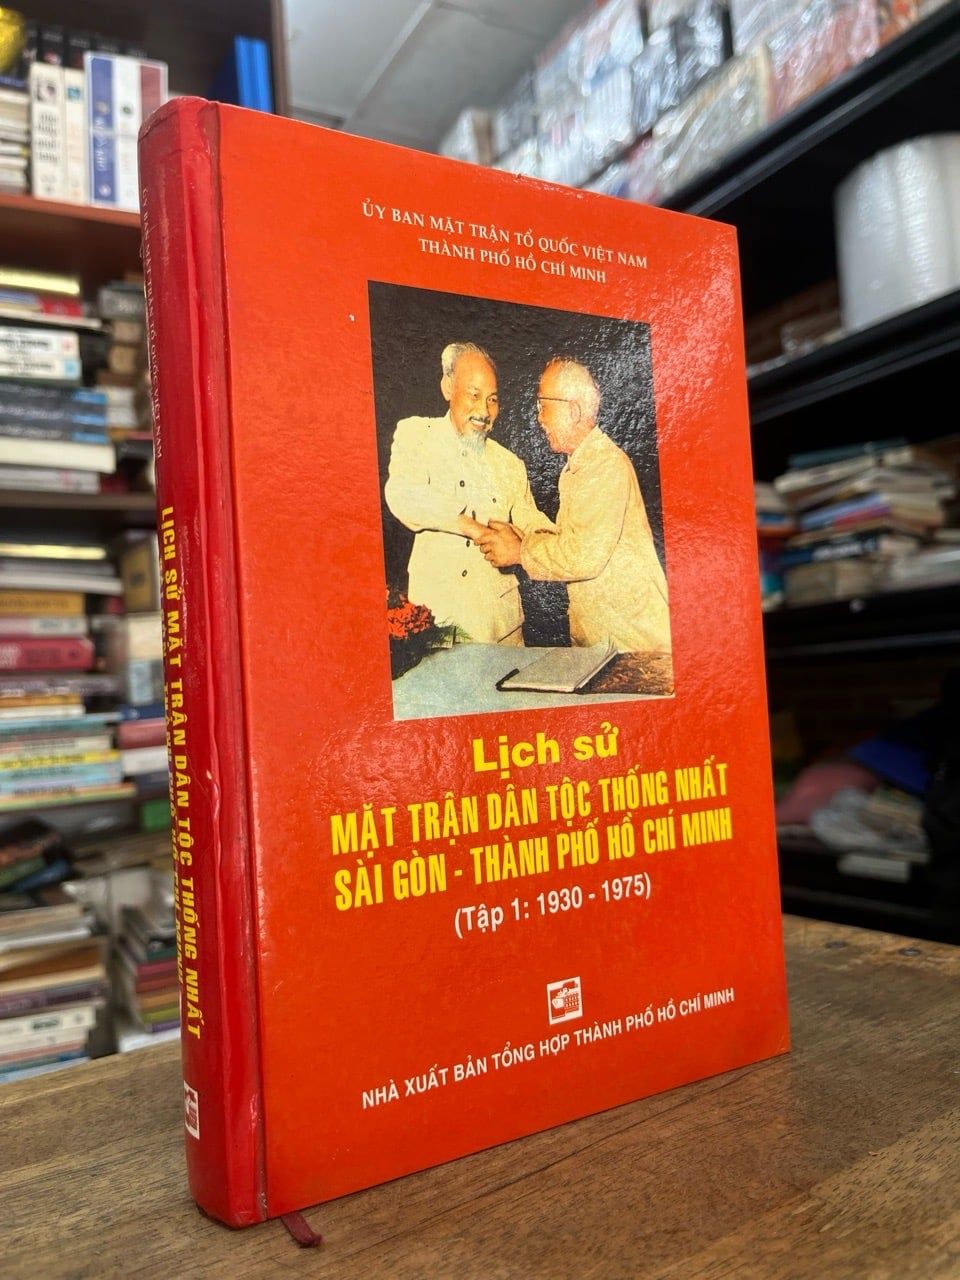 ỦY BAN MẶT TRẬN TỔ QUỐC VIỆT NAM
THÀNH PHỐ HỒ CHÍ MINH
Lịch sử
MẶT TRẬN DÂN TỘC THỐNG NHẤT
SÀI GÒN - THÀNH PHỐ HỒ CHÍ MINH
(Tập 1: 1930 - 1975)
NHÀ XUẤT BẢN TỔNG HỢP THÀNH PHỐ HỒ CHÍ MINH
LỊCH SỬ MẶT TRẬN DÂN TỘC THỐNG NHẤT